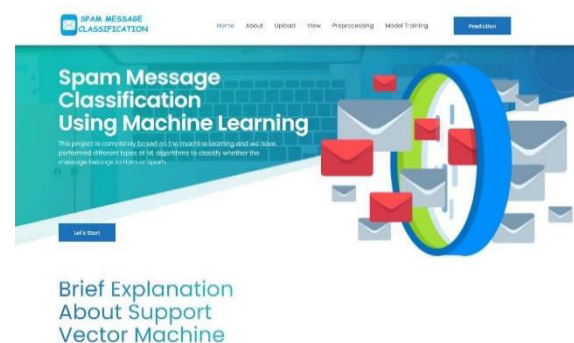 SPAM MESSAGE
CLASSIFICATION
Home About Upload View Preprocessing Model Training Prediction
Spam Message
Classification
Using Machine Learning
This project is completely based on the machine learning and we have
performed different types of ML algorithms to classify whether the
message belongs to Ham or Spam.
Let's Start
Brief Explanation
About Support
Vector Machine